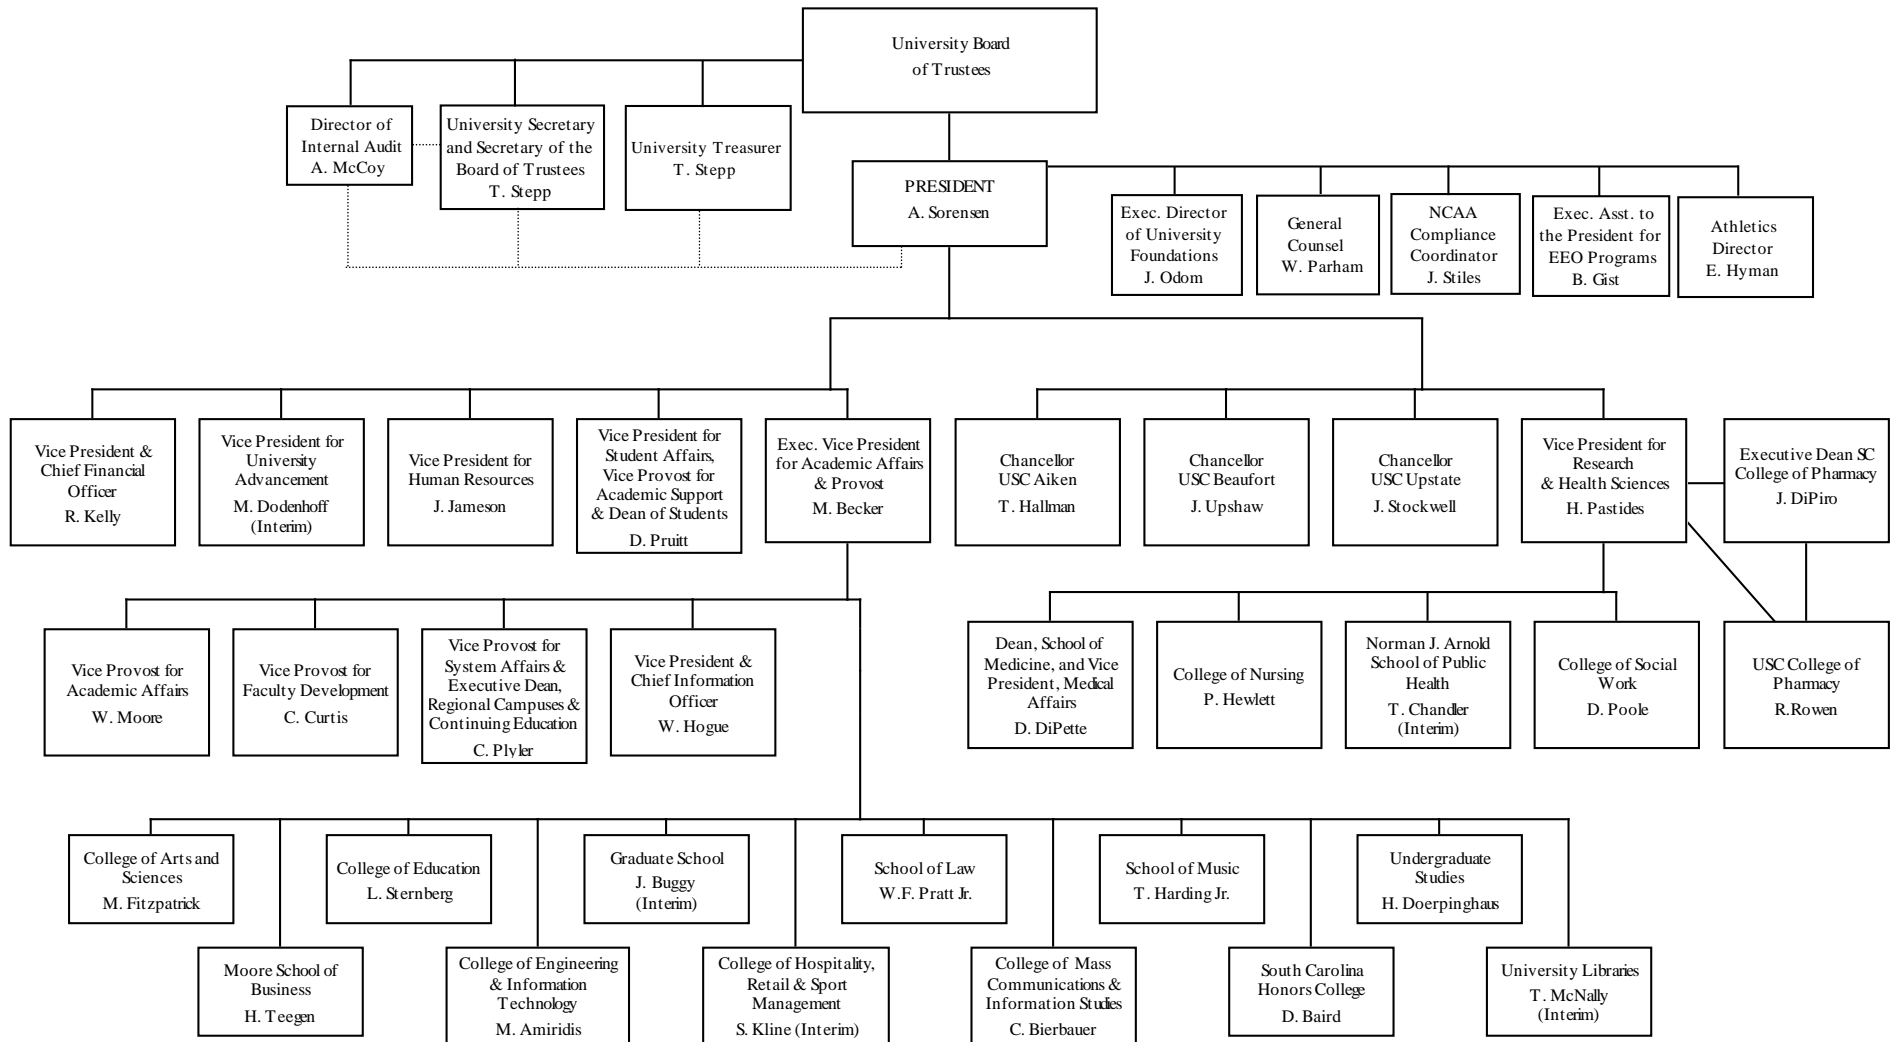 University Board
of Trustees
Director of
Internal Audit
A. McCoy
University Secretary
and Secretary of the
Board of Trustees
T. Stepp
University Treasurer
T. Stepp
PRESIDENT
A. Sorensen
Exec. Director
of University
Foundations
J. Odom
General
Counsel
W. Parham
NCAA
Compliance
Coordinator
J. Stiles
Exec. Asst. to
the President for
EEO Programs
B. Gist
Athletics
Director
E. Hyman
Vice President &
Chief Financial
Officer
R. Kelly
Vice President for
University
Advancement
M. Dodenhoff
(Interim)
Vice President for
Human Resources
J. Jameson
Vice President for
Student Affairs,
Vice Provost for
Academic Support
& Dean of Students
D. Pruitt
Exec. Vice President
for Academic Affairs
& Provost
M. Becker
Chancellor
USC Aiken
T. Hallman
Chancellor
USC Beaufort
J. Upshaw
Chancellor
USC Upstate
J. Stockwell
Vice President for
Research
& Health Sciences
H. Pastides
Executive Dean SC
College of Pharmacy
J. DiPiro
Vice Provost for
Academic Affairs
W. Moore
Vice Provost for
Faculty Development
C. Curtis
Vice Provost for
System Affairs &
Executive Dean,
Regional Campuses &
Continuing Education
C. Plyler
Vice President &
Chief Information
Officer
W. Hogue
Dean, School of
Medicine, and Vice
President, Medical
Affairs
D. DiPette
College of Nursing
P. Hewlett
Norman J. Arnold
School of Public
Health
T. Chandler
(Interim)
College of Social
Work
D. Poole
USC College of
Pharmacy
R.Rowen
College of Arts and
Sciences
M. Fitzpatrick
College of Education
L. Sternberg
Graduate School
J. Buggy
(Interim)
School of Law
W.F. Pratt Jr.
School of Music
T. Harding Jr.
Undergraduate
Studies
H. Doerpinghaus
Moore School of
Business
H. Teegen
College of Engineering
& Information
Technology
M. Amiridis
College of Hospitality,
Retail & Sport
Management
S. Kline (Interim)
College of Mass
Communications &
Information Studies
C. Bierbauer
South Carolina
Honors College
D. Baird
University Libraries
T. McNally
(Interim)